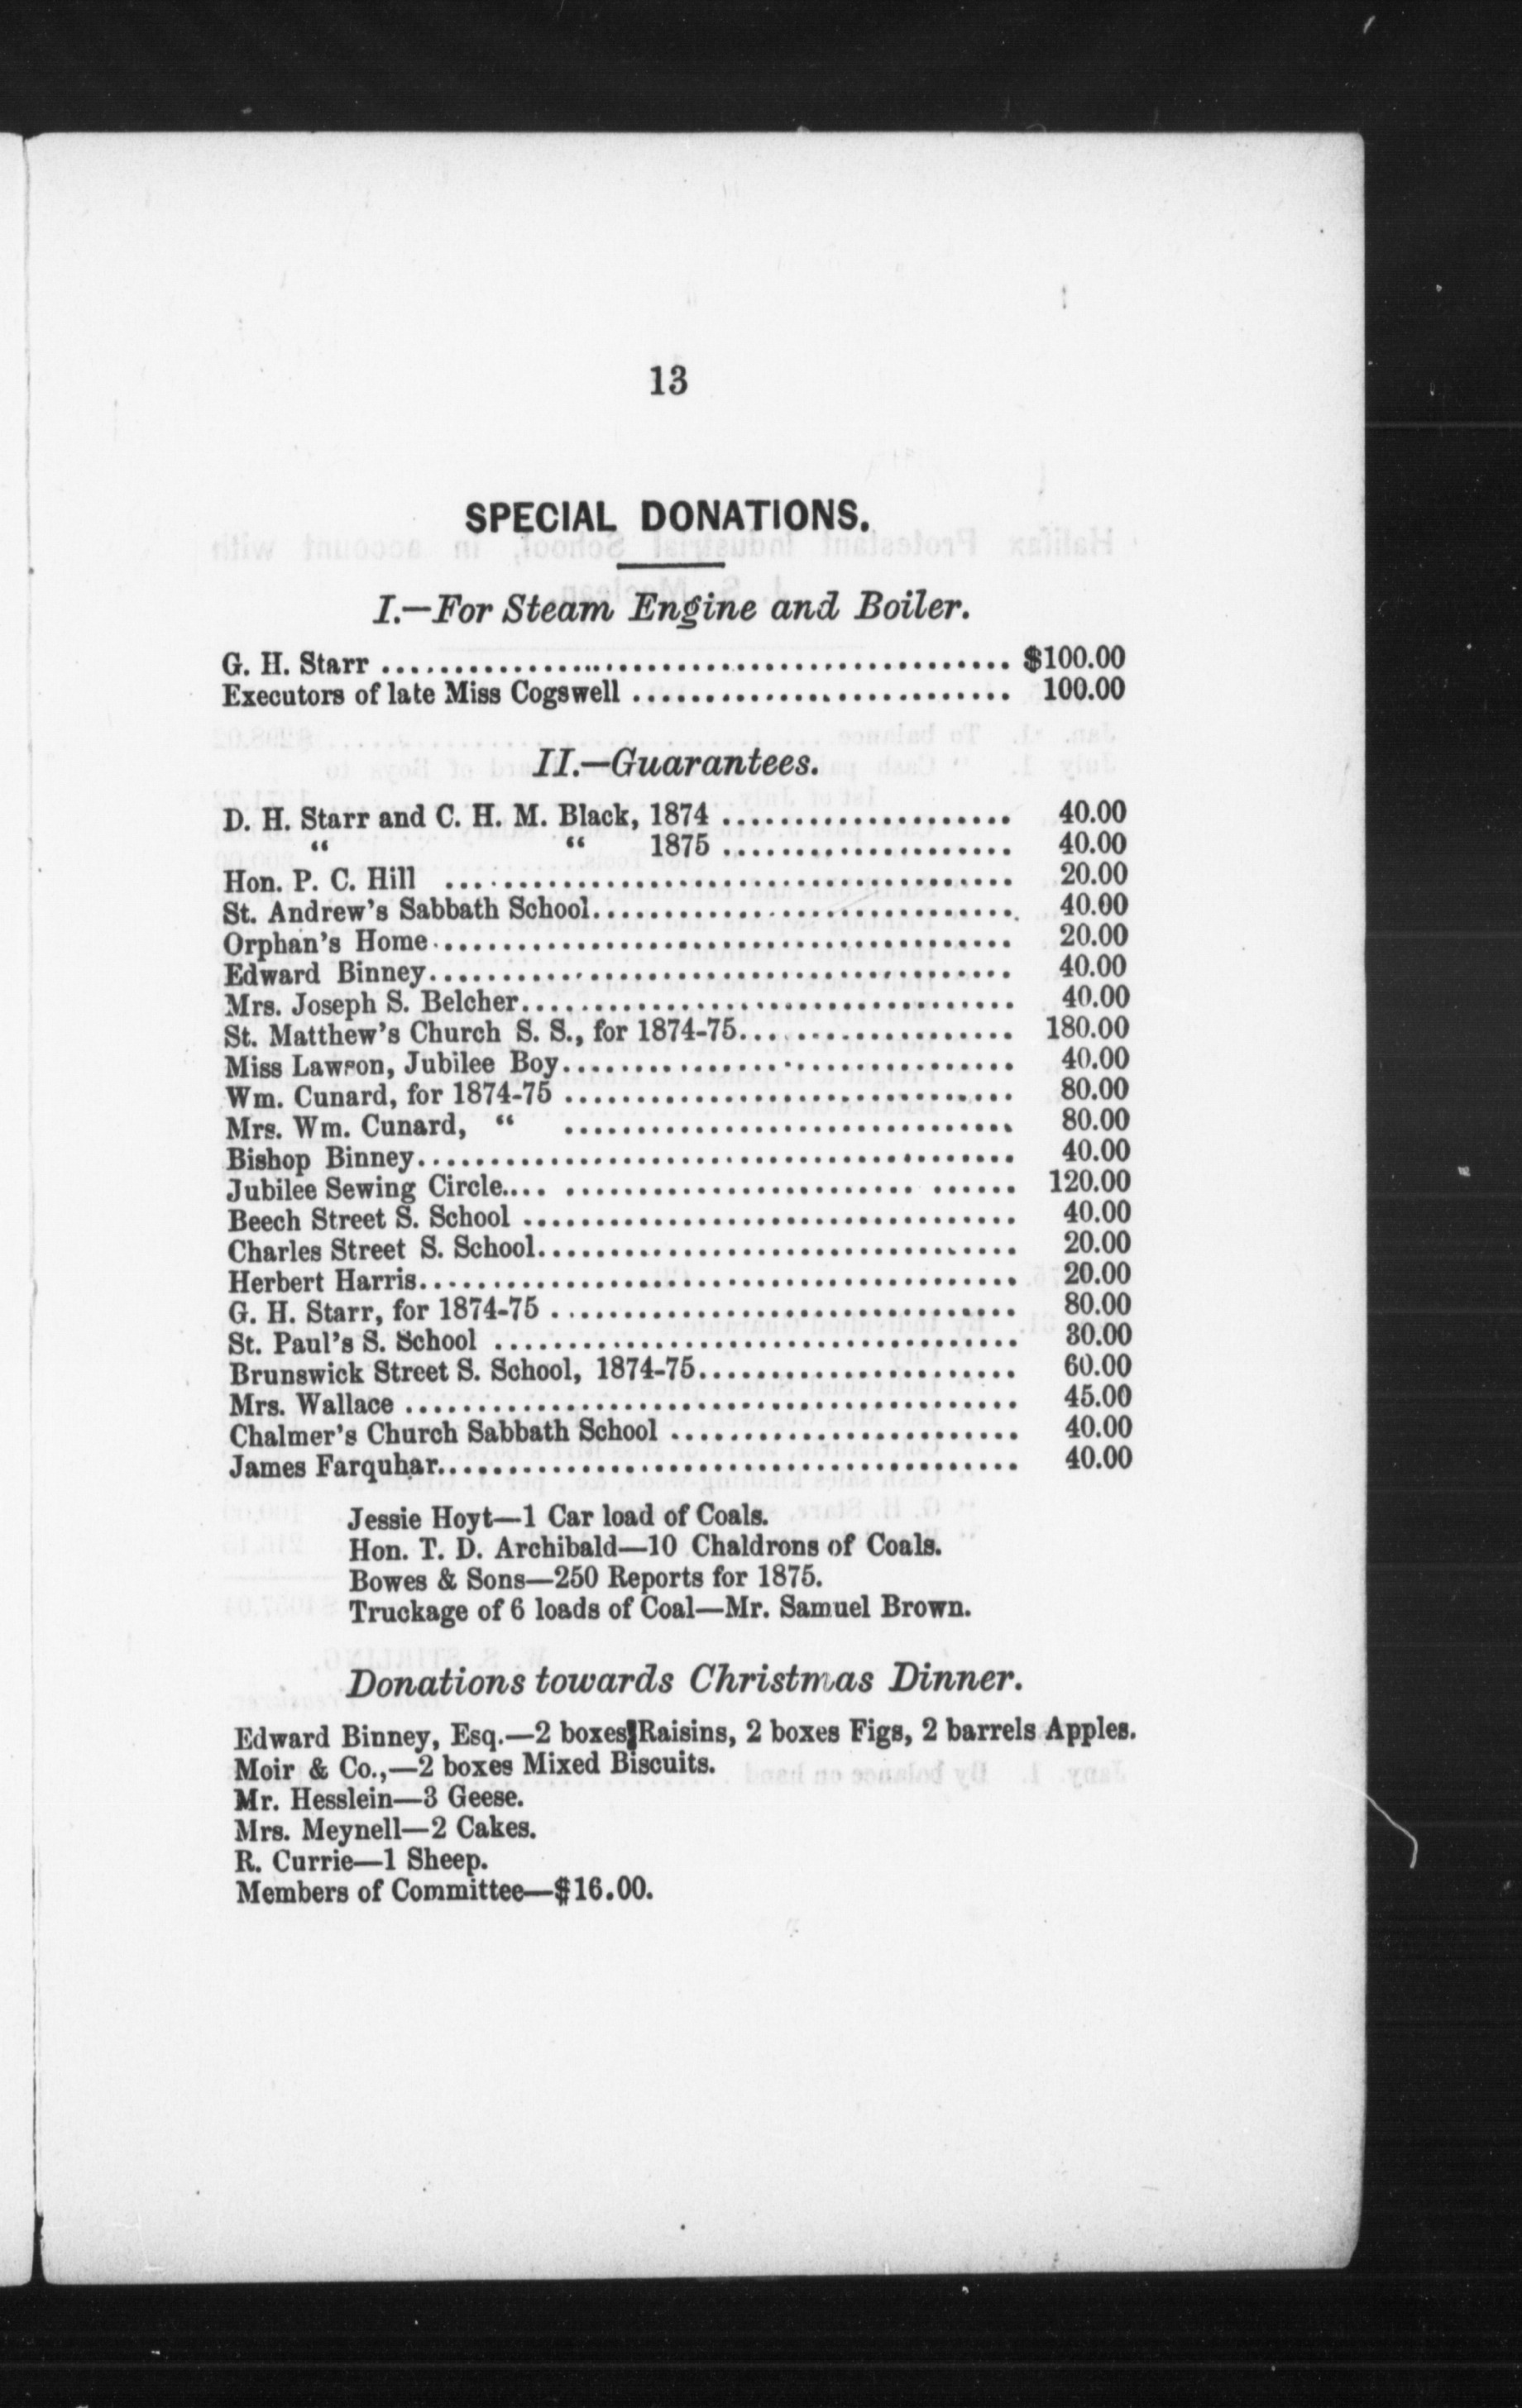 13
SPECIAL DONATIONS.
I.—For Steam Engine and Boiler.
G. H. Starr ........................................... $100.00
Executors of late Miss Cogswell .......................... 100.00
II.—Guarantees.
D. H. Starr and C. H. M. Black, 1874 .................... 40.00
“ “ 1875 .................... 40.00
Hon. P. C. Hill ....................................... 20.00
St. Andrew's Sabbath School............................. 40.00
Orphan's Home........................................ 20.00
Edward Binney........................................ 40.00
Mrs. Joseph S. Belcher.................................. 40.00
St. Matthew's Church S. S., for 1874-75................... 180.00
Miss Lawson, Jubilee Boy............................... 40.00
Wm. Cunard, for 1874-75 ............................... 80.00
Mrs. Wm. Cunard, “ ............................... 80.00
Bishop Binney......................................... 40.00
Jubilee Sewing Circle.... ........................ ...... 120.00
Beech Street S. School .................................. 40.00
Charles Street S. School................................. 20.00
Herbert Harris......................................... 20.00
G. H. Starr, for 1874-75 ................................ 80.00
St. Paul's S. School .................................... 30.00
Brunswick Street S. School, 1874-75...................... 60.00
Mrs. Wallace .......................................... 45.00
Chalmer's Church Sabbath School ........................ 40.00
James Farquhar........................................ 40.00
Jessie Hoyt—1 Car load of Coals.
Hon. T. D. Archibald—10 Chaldrons of Coals.
Bowes & Sons—250 Reports for 1875.
Truckage of 6 loads of Coal—Mr. Samuel Brown.
Donations towards Christmas Dinner.
Edward Binney, Esq.—2 boxes Raisins, 2 boxes Figs, 2 barrels Apples.
Moir & Co.,—2 boxes Mixed Biscuits.
Mr. Hesslein—3 Geese.
Mrs. Meynell—2 Cakes.
R. Currie—1 Sheep.
Members of Committee—$16.00.